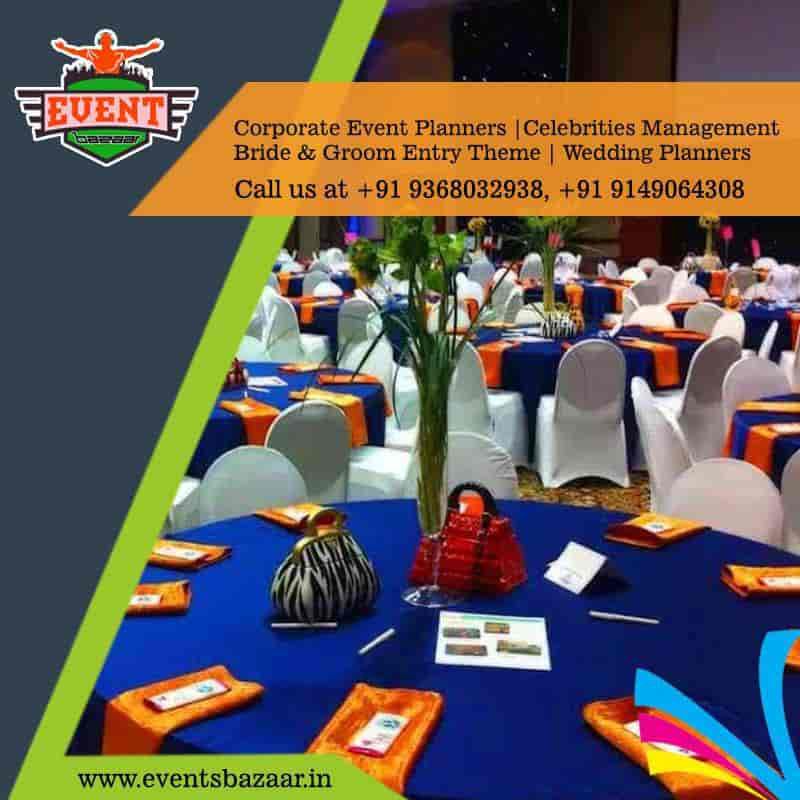 EVENT
bazaar
Corporate Event Planners |Celebrities Management
Bride & Groom Entry Theme | Wedding Planners
Call us at +91 9368032938, +91 9149064308
www.eventsbazaar.in